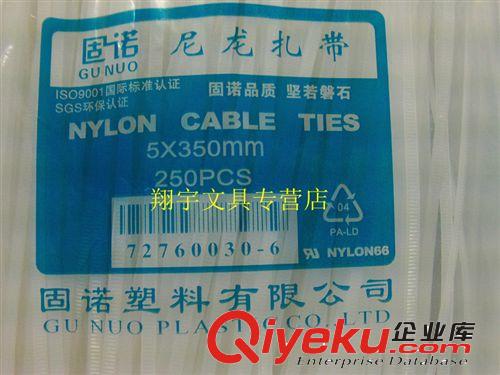 固诺 尼龙扎带
GU NUO
ISO9001国际标准认证
SGS环保认证
固诺品质 坚若磐石
NYLON CABLE TIES
5X350mm
250PCS
翔宇文具专营店
72760030-6
04
PA-LD
NYLON66
固诺塑料有限公司
GU NUO PLASTIC CO.,LTD
Qiyeku.com 企业库
Enterprise Database